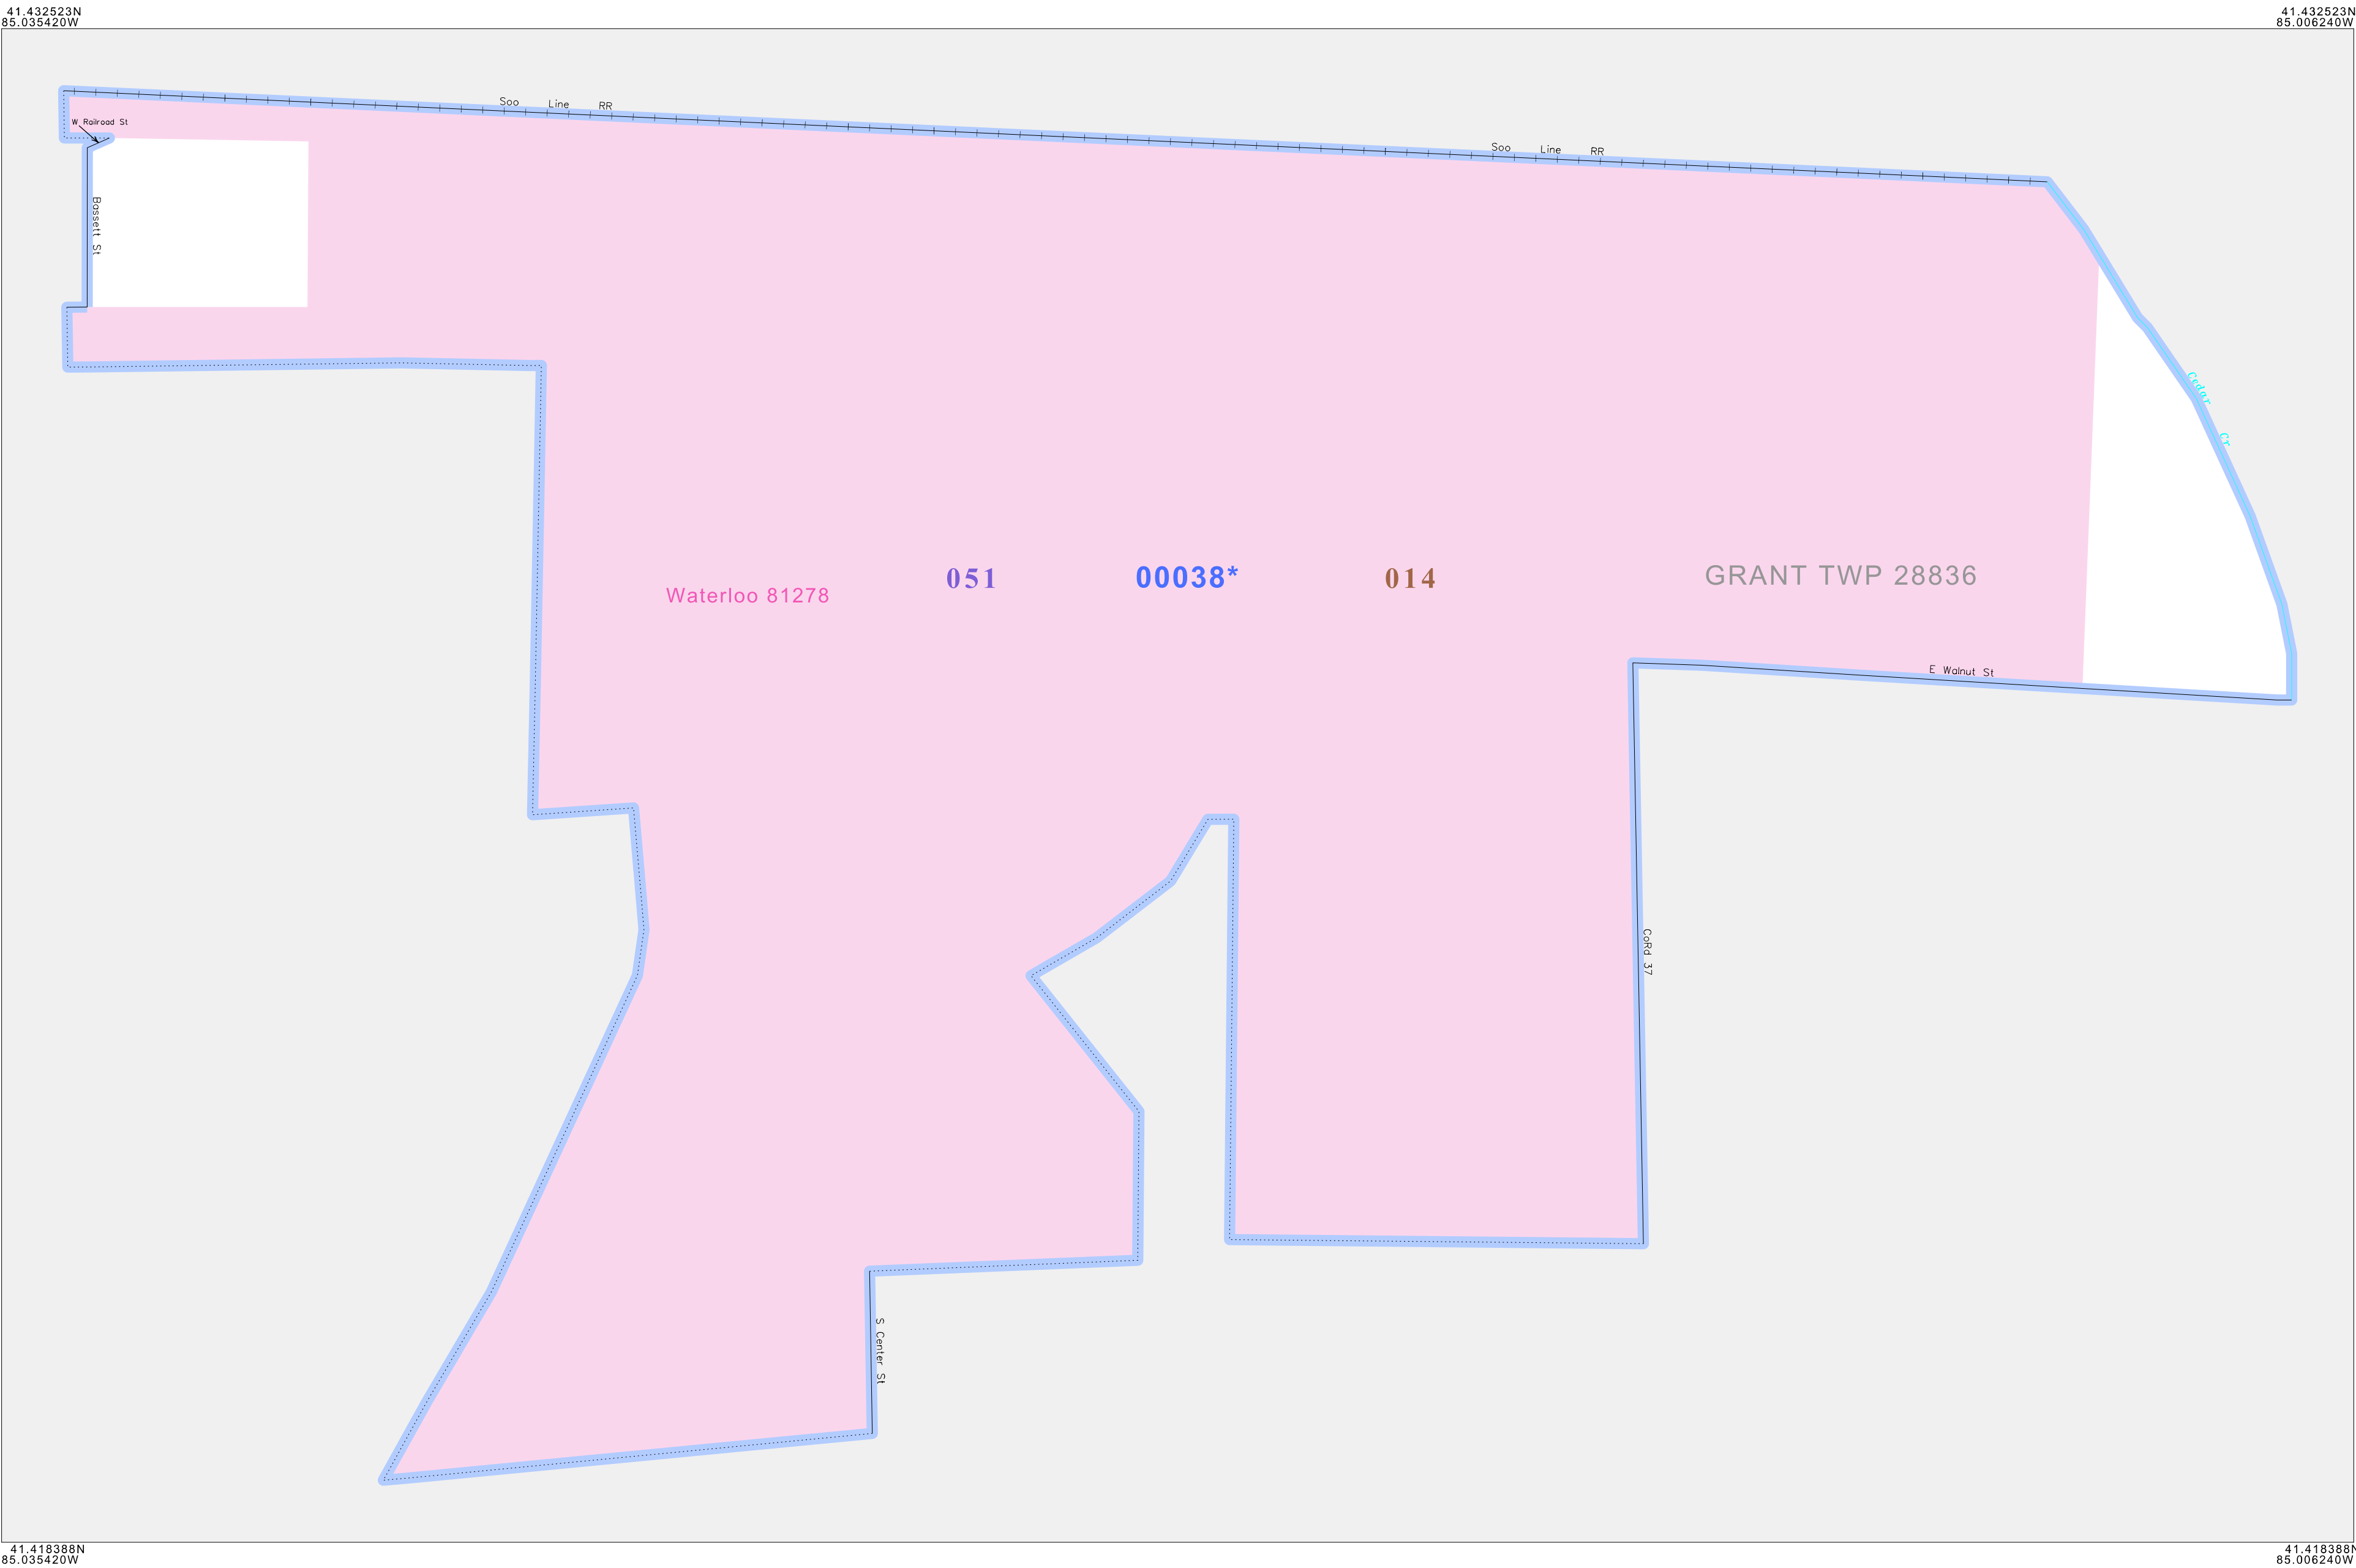 41.432523N
85.035420W
41.432523N
85.006240W
Soo Line RR
W Railroad St
Soo Line RR
Bassett St
Cedar Cr
Waterloo 81278
051
00038*
014
GRANT TWP 28836
E Walnut St
CoRd 37
S Center St
41.418388N
85.035420W
41.418388N
85.006240W